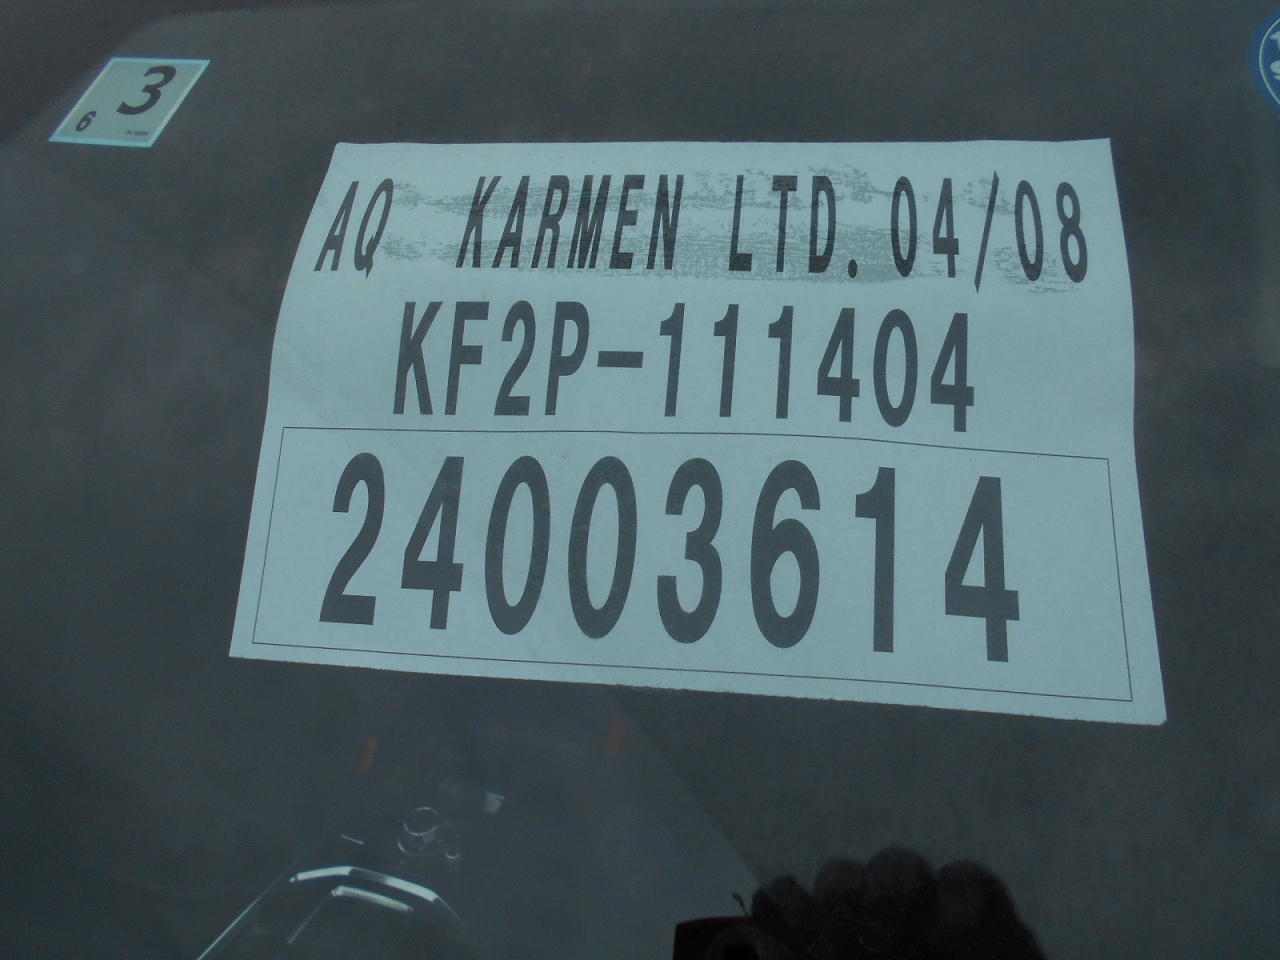 3
6
AQ KARMEN LTD. 04/08
KF2P-111404
24003614